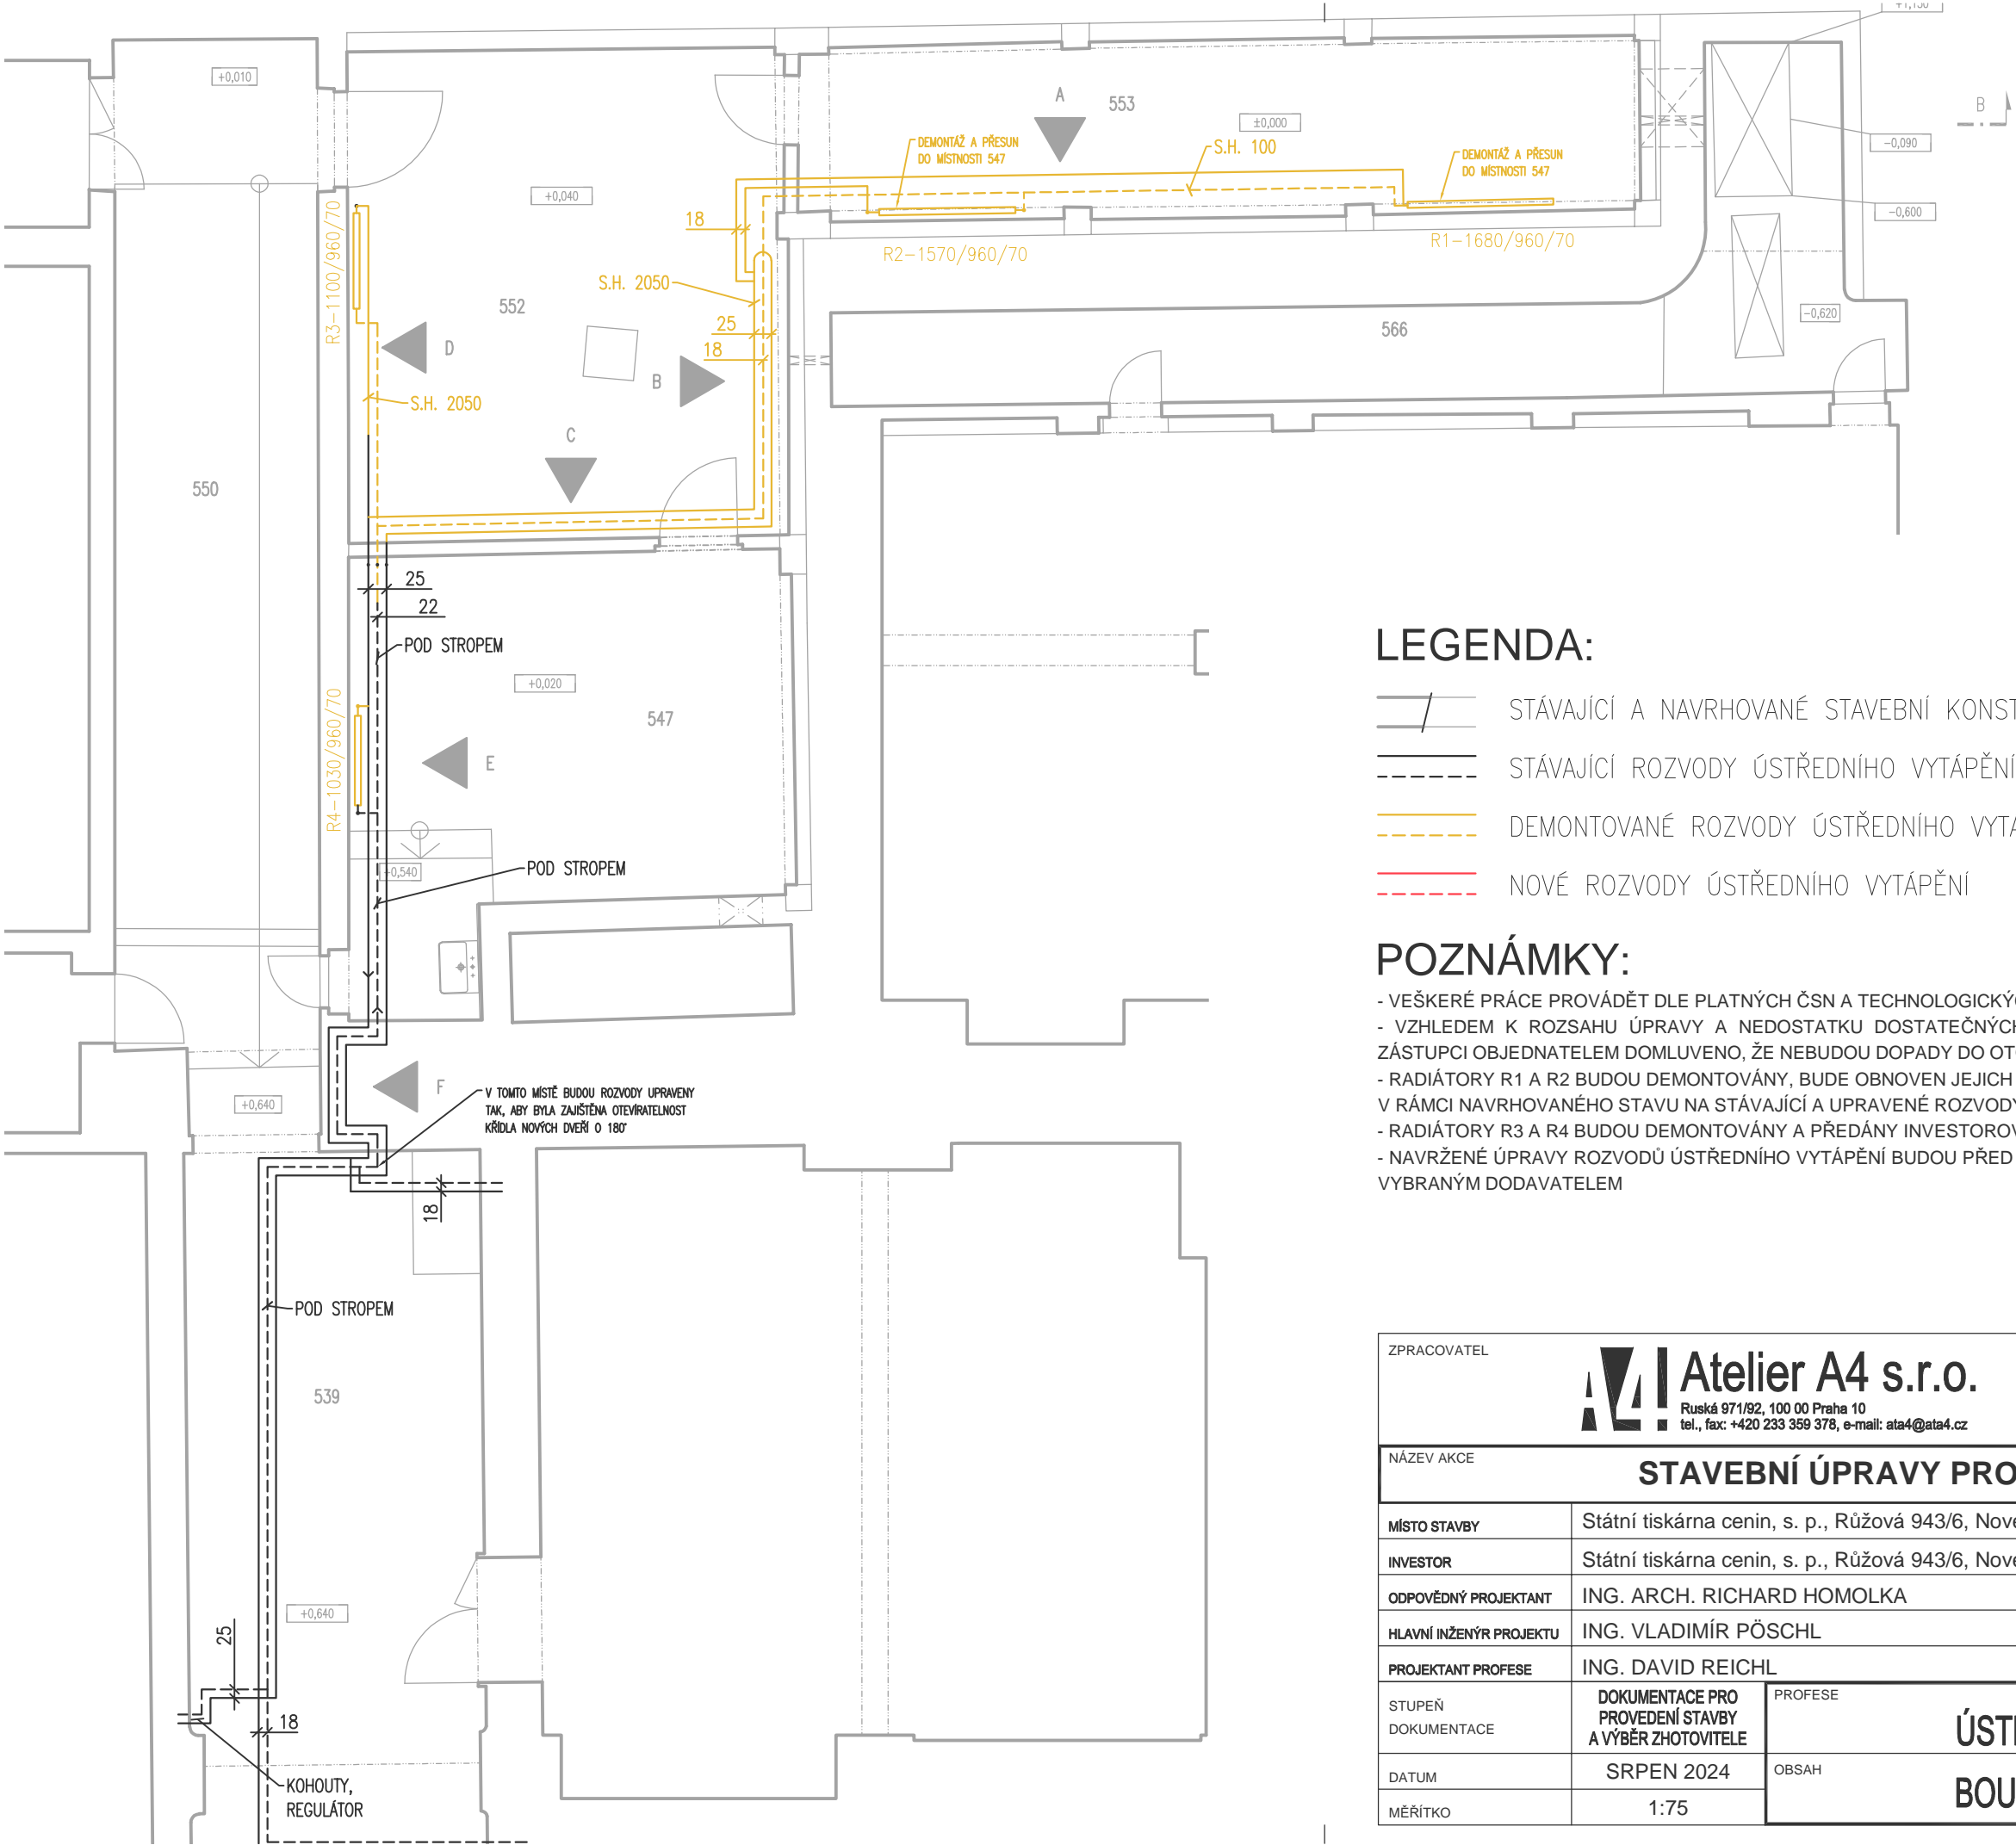 +1,150
+0,010
A
553
±0,000
B
-0,090
DEMONTÁŽ A PŘESUN
DO MÍSTNOSTI 547
S.H. 100
DEMONTÁŽ A PŘESUN
DO MÍSTNOSTI 547
+0,040
-0,600
18
R3-1100/960/70
R2-1570/960/70
R1-1680/960/70
S.H. 2050
552
25
18
566
-0,620
D
B
S.H. 2050
C
550
25
22
POD STROPEM
+0,020
547
R4-1030/960/70
E
POD STROPEM
+0,540
F
+0,640
V TOMTO MÍSTĚ BUDOU ROZVODY UPRAVENY
TAK, ABY BYLA ZAJIŠTĚNA OTEVÍRATELNOST
KŘÍDLA NOVÝCH DVEŘÍ O 180°
18
POD STROPEM
539
+0,640
25
18
KOHOUTY,
REGULÁTOR
LEGENDA:
STÁVAJÍCÍ A NAVRHOVANÉ STAVEBNÍ KONST
STÁVAJÍCÍ ROZVODY ÚSTŘEDNÍHO VYTÁPĚNÍ
DEMONTOVANÉ ROZVODY ÚSTŘEDNÍHO VYTÁ
NOVÉ ROZVODY ÚSTŘEDNÍHO VYTÁPĚNÍ
POZNÁMKY:
- VEŠKERÉ PRÁCE PROVÁDĚT DLE PLATNÝCH ČSN A TECHNOLOGICKÝC
- VZHLEDEM K ROZSAHU ÚPRAVY A NEDOSTATKU DOSTATEČNÝCH
ZÁSTUPCI OBJEDNATELEM DOMLUVENO, ŽE NEBUDOU DOPADY DO OTO
- RADIÁTORY R1 A R2 BUDOU DEMONTOVÁNY, BUDE OBNOVEN JEJICH
V RÁMCI NAVRHOVANÉHO STAVU NA STÁVAJÍCÍ A UPRAVENÉ ROZVODY
- RADIÁTORY R3 A R4 BUDOU DEMONTOVÁNY A PŘEDÁNY INVESTOROV
- NAVRŽENÉ ÚPRAVY ROZVODŮ ÚSTŘEDNÍHO VYTÁPĚNÍ BUDOU PŘED
VYBRANÝM DODAVATELEM
ZPRACOVATEL
A4! Atelier A4 s.r.o.
Ruská 971/92, 100 00 Praha 10
tel., fax: +420 233 359 378, e-mail: ata4@ata4.cz
NÁZEV AKCE
STAVEBNÍ ÚPRAVY PRO
MÍSTO STAVBY Státní tiskárna cenin, s. p., Růžová 943/6, Nové
INVESTOR Státní tiskárna cenin, s. p., Růžová 943/6, Nové
ODPOVĚDNÝ PROJEKTANT ING. ARCH. RICHARD HOMOLKA
HLAVNÍ INŽENÝR PROJEKTU ING. VLADIMÍR PÖSCHL
PROJEKTANT PROFESE ING. DAVID REICHL
STUPEŇ
DOKUMENTACE
DOKUMENTACE PRO
PROVEDENÍ STAVBY
A VÝBĚR ZHOTOVITELE
PROFESE
ÚSTŘ
DATUM SRPEN 2024
OBSAH
BOU
MĚŘÍTKO 1:75